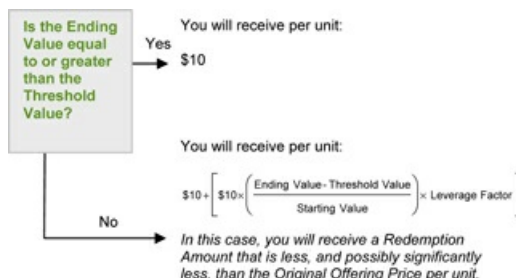 Is the Ending
Value equal
to or greater
than the
Threshold
Value?
Yes
You will receive per unit:
$10
You will receive per unit:
$10+[$10×(Ending Value-Threshold Value
Starting Value)× Leverage Factor
No
In this case, you will receive a Redemption
Amount that is less, and possibly significantly
less, than the Original Offering Price per unit.